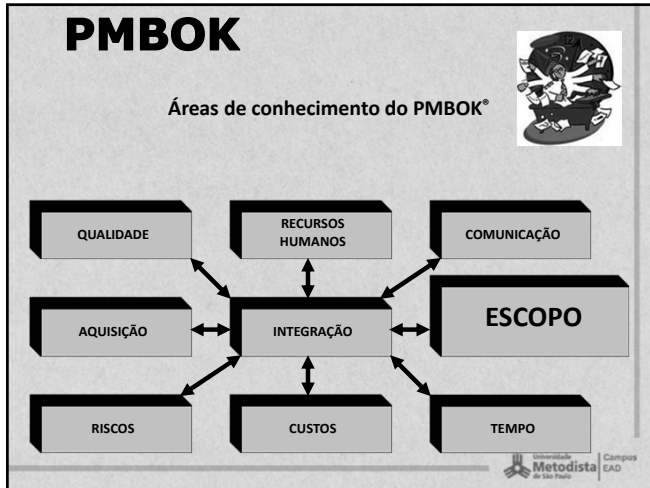 PMBOK
Áreas de conhecimento do PMBOK®
QUALIDADE
RECURSOS
HUMANOS
COMUNICAÇÃO
AQUISIÇÃO
INTEGRAÇÃO
ESCOPO
RISCOS
CUSTOS
TEMPO
Universidade
Metodista
de São Paulo
Campus
EAD